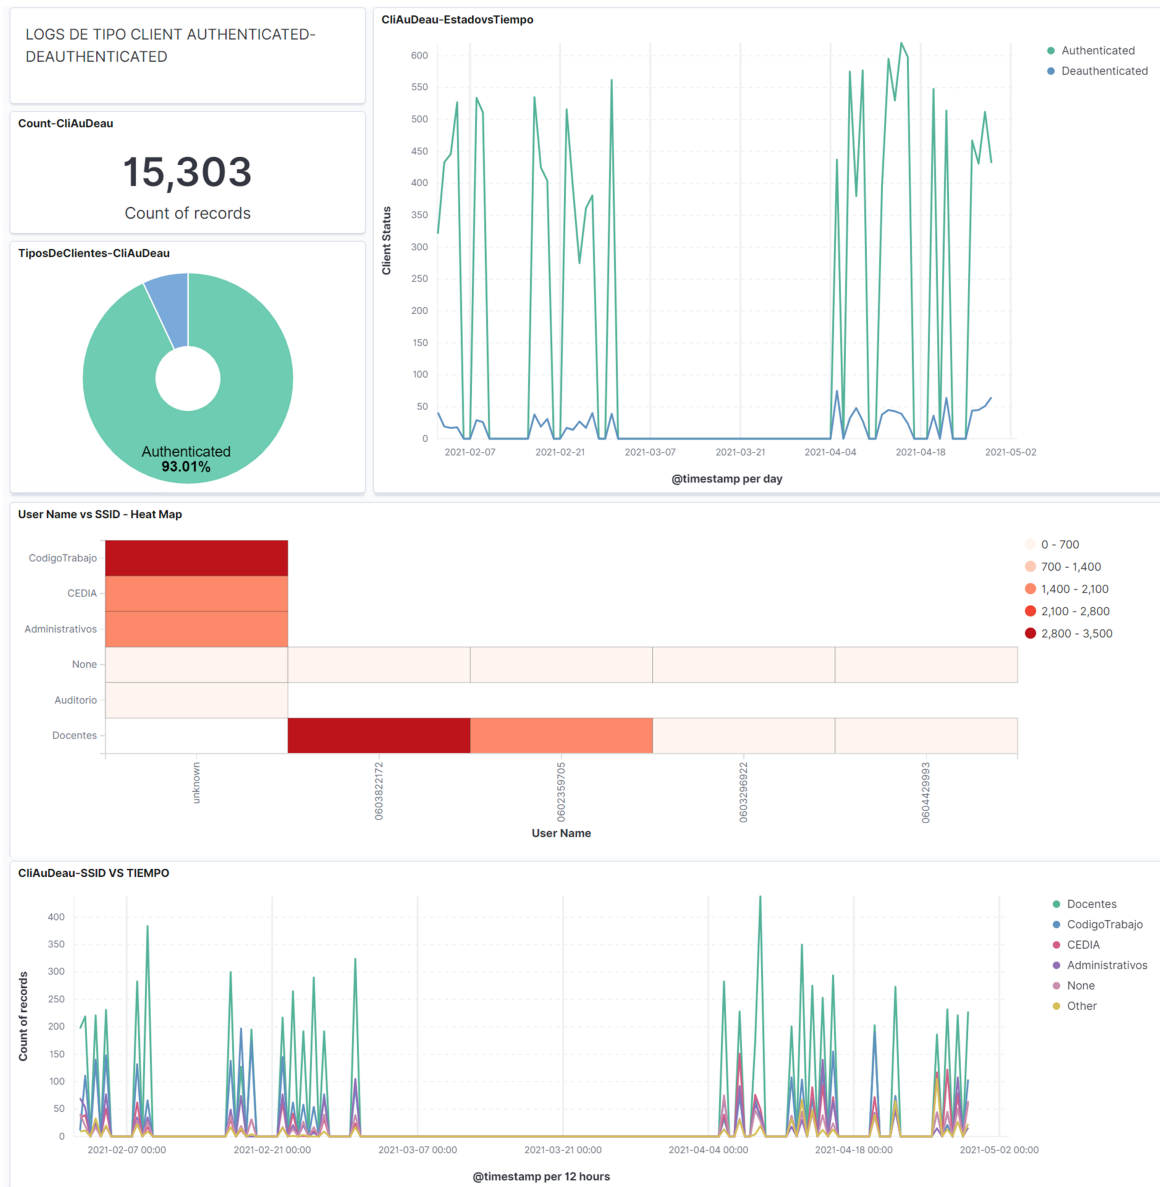 LOGS DE TIPO CLIENT AUTHENTICATED-
DEAUTHENTICATED
Count-CliAuDeau
15,303
Count of records
TiposDeClientes-CliAuDeau
Authenticated
93.01%
CliAuDeau-EstadovsTiempo
Client Status
600
550
500
450
400
350
300
250
200
150
100
50
0
2021-02-07 2021-02-21 2021-03-07 2021-03-21 2021-04-04 2021-04-18 2021-05-02
@timestamp per day
Authenticated
Deauthenticated
User Name vs SSID - Heat Map
CodigoTrabajo
CEDIA
Administrativos
None
Auditorio
Docentes
unknown
0603822172
0602359705
0603296922
0604429993
User Name
0 - 700
700 - 1,400
1,400 - 2,100
2,100 - 2,800
2,800 - 3,500
CliAuDeau-SSID VS TIEMPO
Count of records
400
350
300
250
200
150
100
50
0
2021-02-07 00:00 2021-02-21 00:00 2021-03-07 00:00 2021-03-21 00:00 2021-04-04 00:00 2021-04-18 00:00 2021-05-02 00:00
@timestamp per 12 hours
Docentes
CodigoTrabajo
CEDIA
Administrativos
None
Other